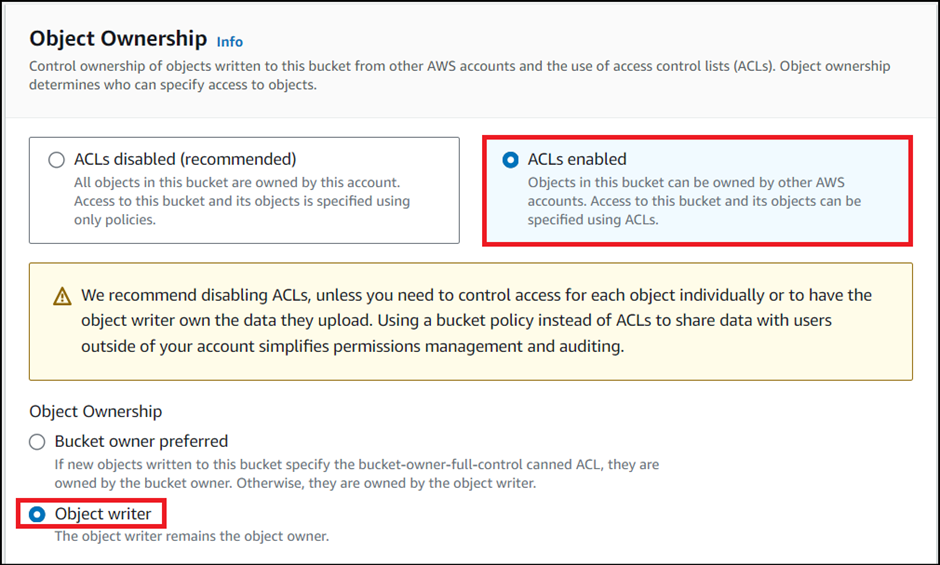 Object Ownership Info
Control ownership of objects written to this bucket from other AWS accounts and the use of access control lists (ACLs). Object ownership
determines who can specify access to objects.
ACLs disabled (recommended)
All objects in this bucket are owned by this account.
Access to this bucket and its objects is specified using
only policies.
ACLs enabled
Objects in this bucket can be owned by other AWS
accounts. Access to this bucket and its objects can be
specified using ACLs.
We recommend disabling ACLs, unless you need to control access for each object individually or to have the
object writer own the data they upload. Using a bucket policy instead of ACLs to share data with users
outside of your account simplifies permissions management and auditing.
Object Ownership
Bucket owner preferred
If new objects written to this bucket specify the bucket-owner-full-control canned ACL, they are
owned by the bucket owner. Otherwise, they are owned by the object writer.
Object writer
The object writer remains the object owner.